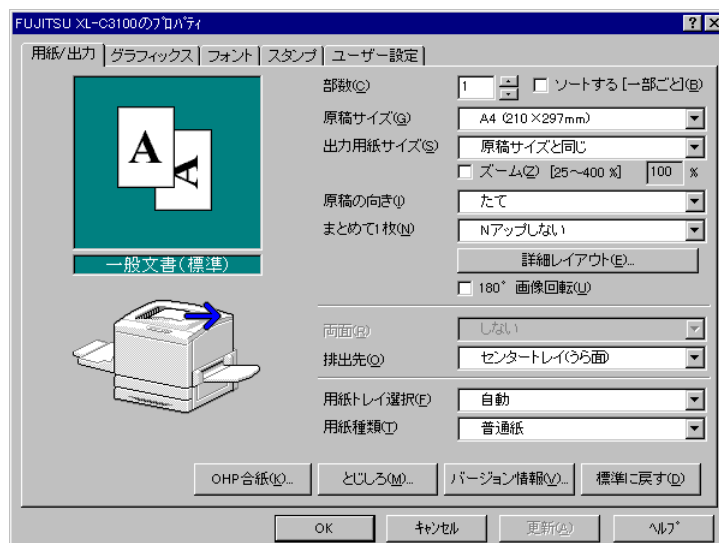 FUJITSU XL-C3100のﾌﾟﾛﾊﾟﾃｨ
用紙/出力 グラフィックス フォント スタンプ ユーザー設定
部数(C) 1 ソートする[一部ごと](B)
原稿サイズ(G) A4 (210×297mm)
出力用紙サイズ(S) 原稿サイズと同じ
ズーム(Z) [25～400 %] 100 %
原稿の向き(I) たて
まとめて1枚(N) Nアップしない
詳細レイアウト(E)...
180° 画像回転(U)
A
A
一般文書(標準)
両面(R) しない
排出先(O) センタートレイ(うら面)
用紙トレイ選択(F) 自動
用紙種類(T) 普通紙
OHP合紙(K)... とじしろ(M)... バージョン情報(V)... 標準に戻す(D)
OK ｷｬﾝｾﾙ 更新(A) ﾍﾙﾌﾟ